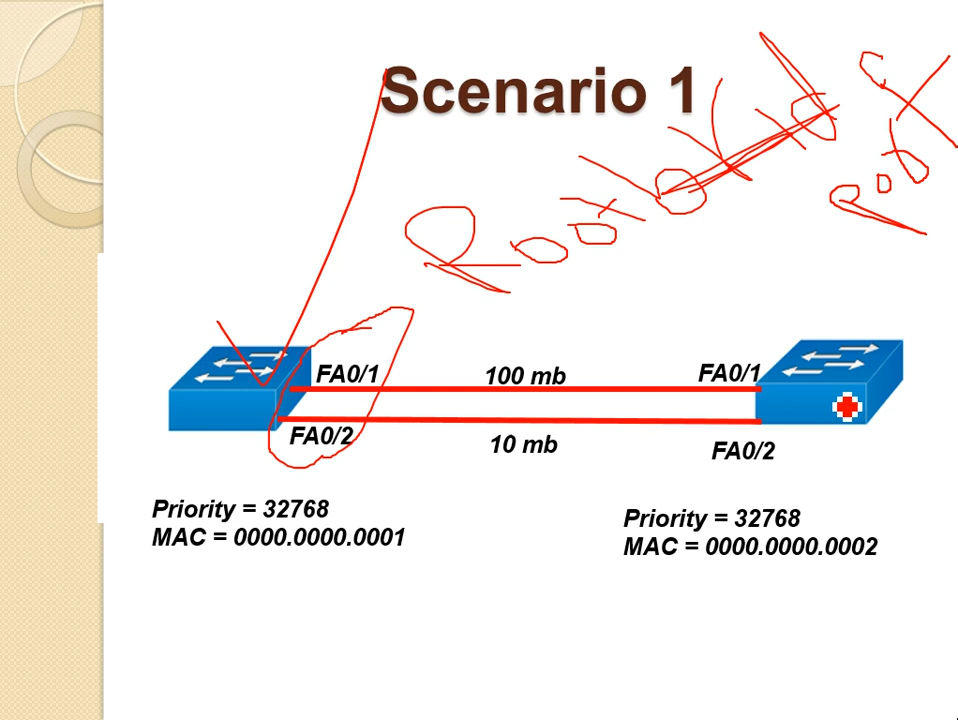 Scenario 1
Root
FA0/1 100 mb FA0/1
FA0/2 10 mb FA0/2
Priority = 32768
MAC = 0000.0000.0001
Priority = 32768
MAC = 0000.0000.0002